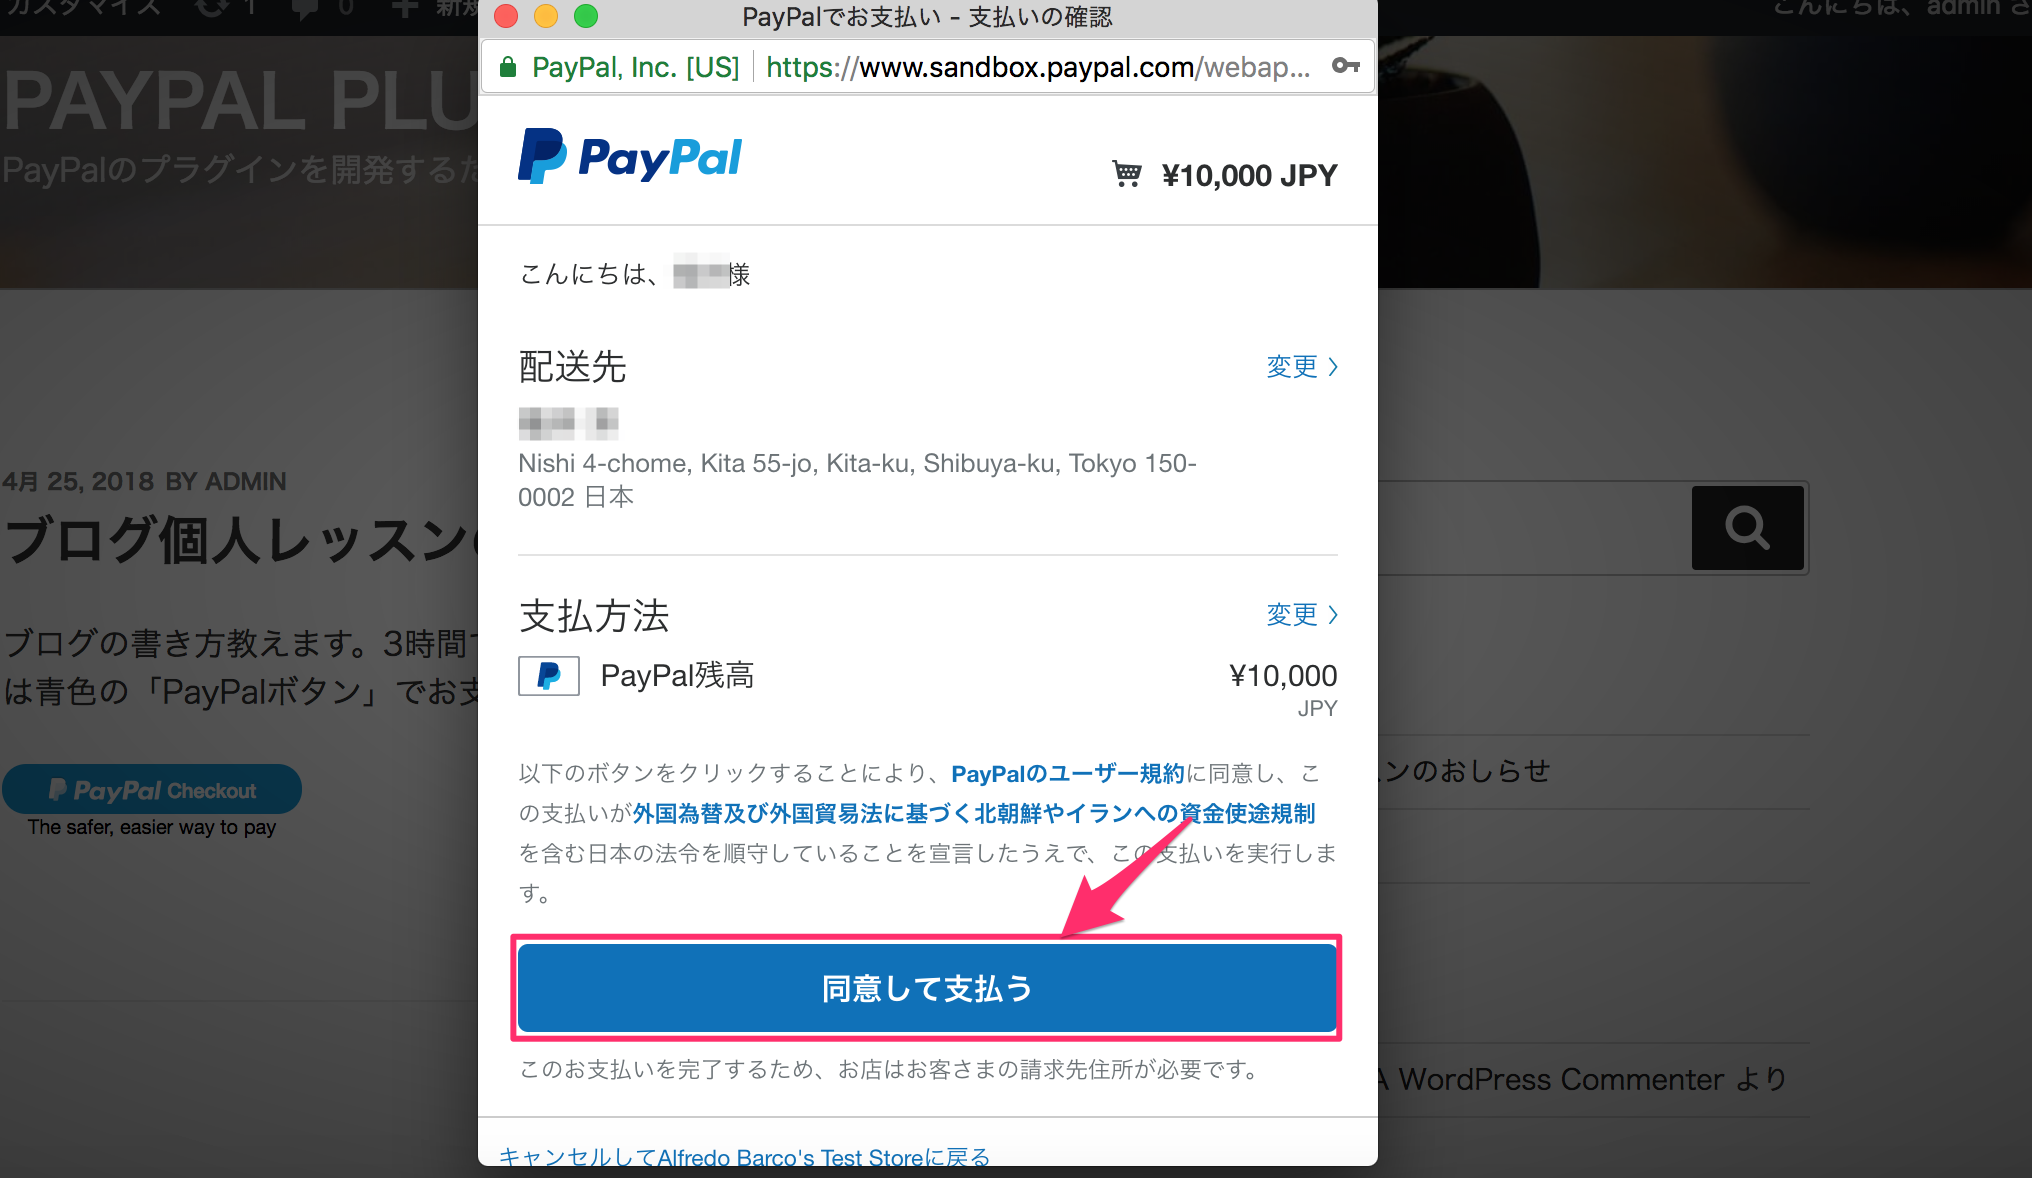 カスタマイズ
1
0
新規
こんにちは、admin さ
PayPalでお支払い - 支払いの確認
PayPal, Inc. [US]
https://www.sandbox.paypal.com/webap...
PAYPAL PLU
PayPalのプラグインを開発するた
PayPal
¥10,000 JPY
こんにちは、
様
配送先
変更
Nishi 4-chome, Kita 55-jo, Kita-ku, Shibuya-ku, Tokyo 150-
0002 日本
4月 25, 2018 BY ADMIN
ブログ個人レッスンの
支払方法
変更
ブログの書き方教えます。3時間で
PayPal残高
¥10,000
JPY
は青色の「PayPalボタン」でお支
以下のボタンをクリックすることにより、PayPalのユーザー規約に同意し、こ
の支払いが外国為替及び外国貿易法に基づく北朝鮮やイランへの資金使途規制
を含む日本の法令を順守していることを宣言したうえで、この支払いを実行しま
す。
PayPal Checkout
The safer, easier way to pay
ンのおしらせ
同意して支払う
このお支払いを完了するため、お店はお客さまの請求先住所が必要です。
A WordPress Commenter より
キャンセルしてAlfredo Barco's Test Storeに戻る